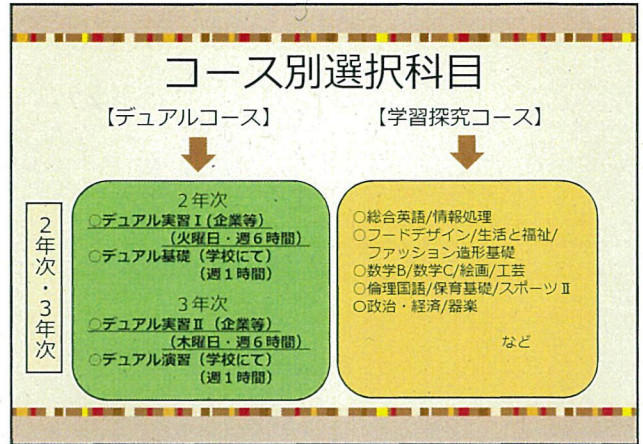 コース別選択科目
【デュアルコース】
【学習探究コース】
2年次・3年次
2年次
○デュアル実習Ⅰ(企業等)
(火曜日・週6時間)
○デュアル基礎(学校にて)
(週1時間)
3年次
○デュアル実習Ⅱ(企業等)
(木曜日・週6時間)
○デュアル演習(学校にて)
(週1時間)
○総合英語/情報処理
○フードデザイン/生活と福祉/
ファッション造形基礎
○数学B/数学C/絵画/工芸
○倫理国語/保育基礎/スポーツⅡ
○政治・経済/器楽
など